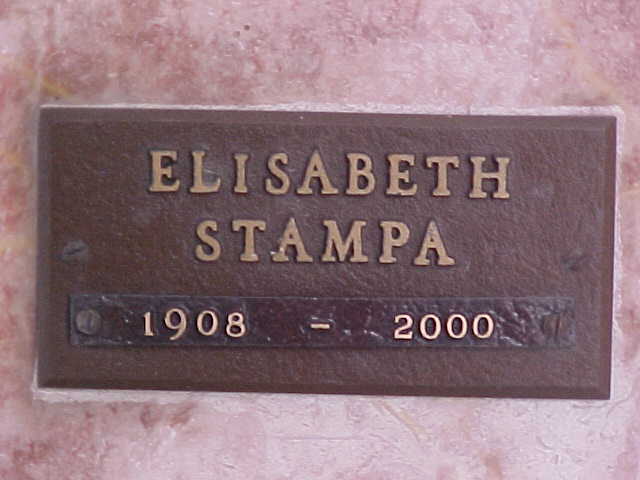 ELISABETH
STAMPA
1908 - 2000